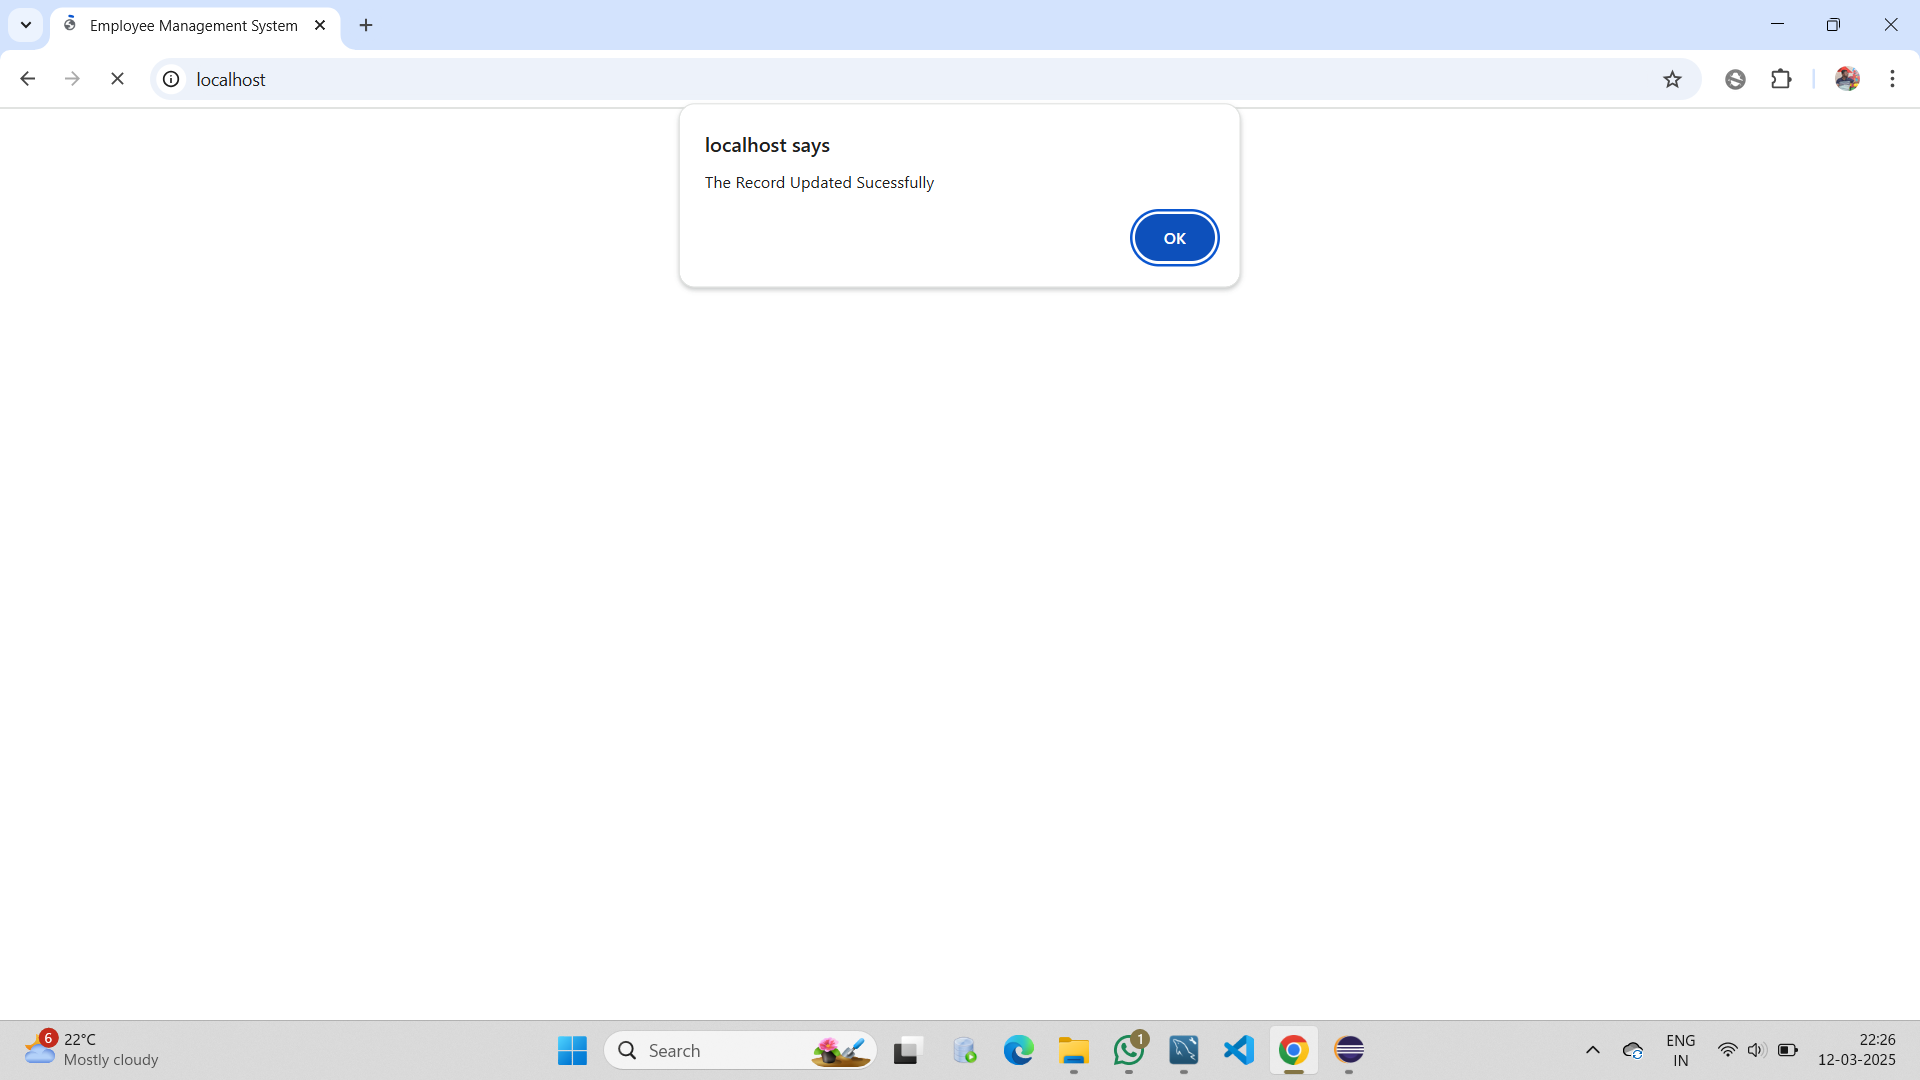 Employee Management System
localhost
localhost says
The Record Updated Sucessfully
OK
6
22°C
Mostly cloudy
Search
1
ENG
IN
22:26
12-03-2025